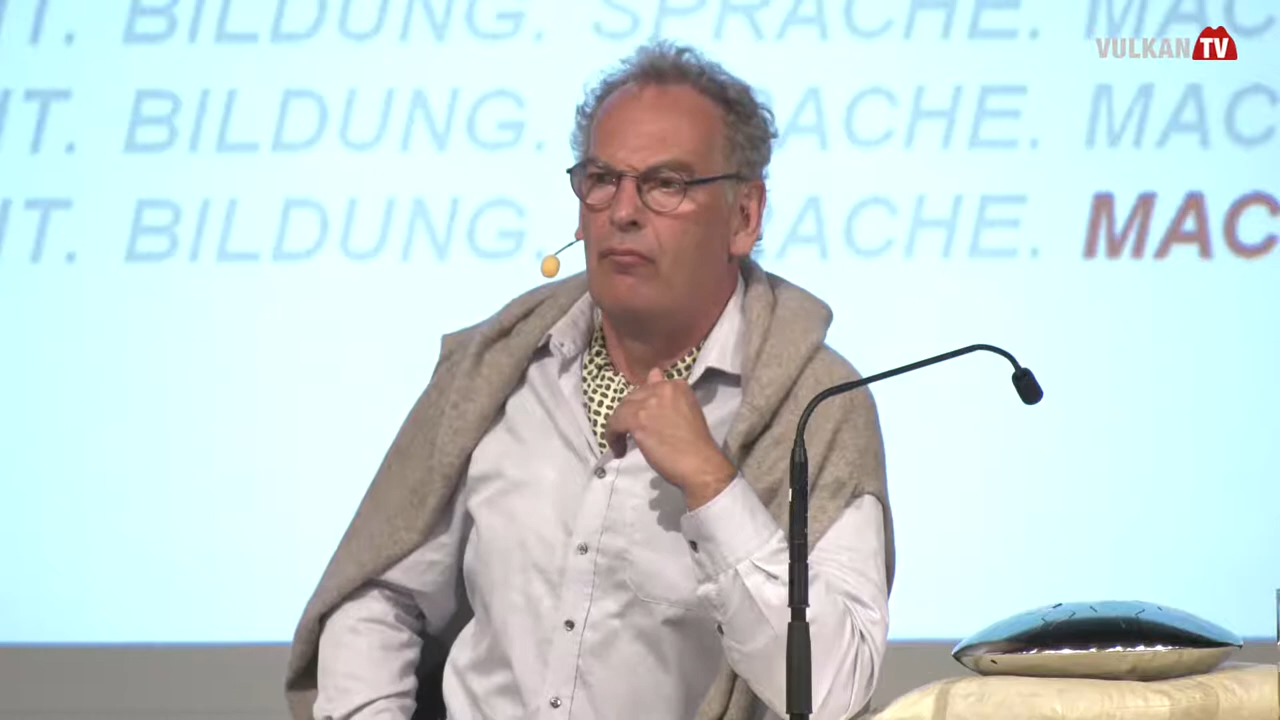 IT. BILDUNG. SPRACHE. MAC
VULKAN TV
IT. BILDUNG. ACHE. MAC
IT. BILDUNG. ACHE. MAC